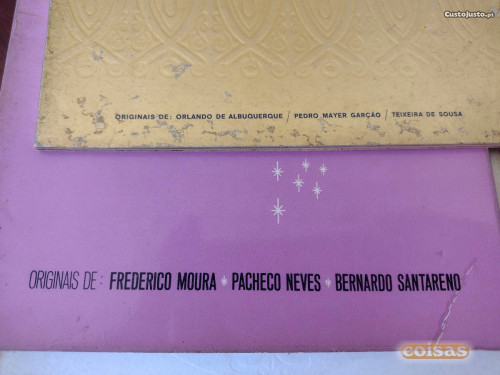 CustoJusto.pt
ORIGINAIS DE: ORLANDO DE ALBUQUERQUE / PEDRO MAYER GARÇÃO / TEIXEIRA DE SOUSA
ORIGINAIS DE: FREDERICO MOURA PACHECO NEVES BERNARDO SANTARENO
coisas